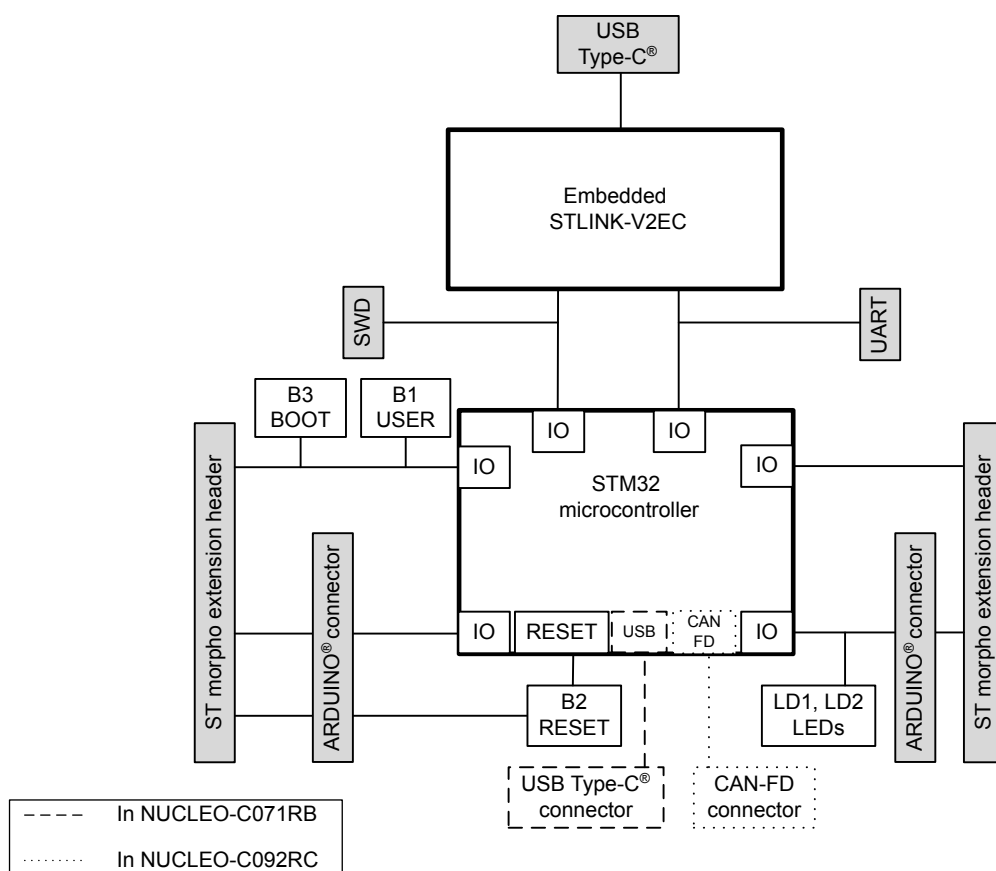 USB
Type-C®
Embedded
STLINK-V2EC
SWD
UART
B3
BOOT
B1
USER
IO
IO
IO
IO
STM32
microcontroller
ST morpho extension header
ARDUINO® connector
ARDUINO® connector
ST morpho extension header
IO
RESET
USB
CAN
FD
IO
B2
RESET
LD1, LD2
LEDs
USB Type-C®
connector
CAN-FD
connector
In NUCLEO-C071RB
In NUCLEO-C092RC